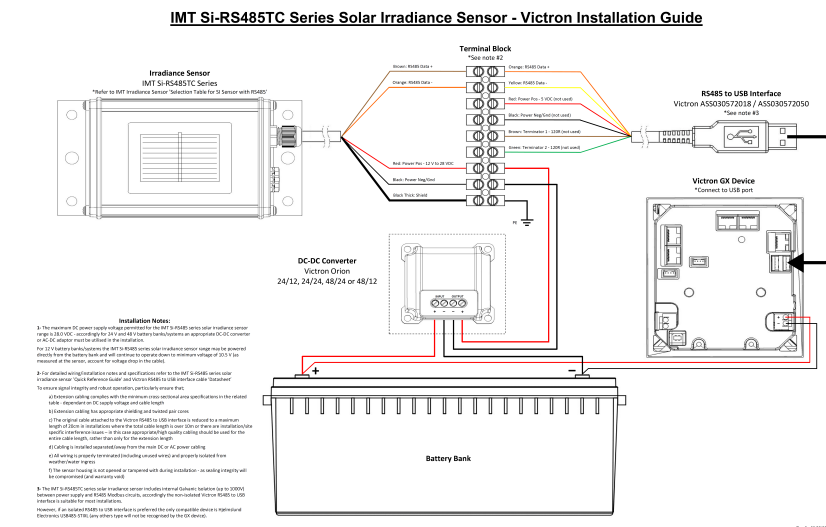 IMT Si-RS485TC Series Solar Irradiance Sensor - Victron Installation Guide
Terminal Block
*See note #2
Irradiance Sensor
IMT Si-RS485TC Series
*Refer to IMT Irradiance Sensor 'Selection Table for Si Sensor with RS485'
Brown: RS485 Data +
Orange: RS485 Data -
Red: Power Pos - 12 V to 28 VDC
Black: Power Neg/Gnd
Black Thick: Shield
Orange: RS485 Data +
Yellow: RS485 Data -
Red: Power Pos - 5 VDC (not used)
Black: Power Neg/Gnd (not used)
Brown: Terminator 1 - 120R (not used)
Green: Terminator 2 - 120R (not used)
PE
RS485 to USB Interface
Victron ASS030572018 / ASS030572050
*See note #3
Victron GX Device
*Connect to USB port
DC-DC Converter
Victron Orion
24/12, 24/24, 48/24 or 48/12
INPUT OUTPUT
+ - - +
+
−
Battery Bank
Installation Notes:
1- The maximum DC power supply voltage permitted for the IMT Si-RS485 series solar irradiance sensor
range is 28.0 VDC - accordingly for 24 V and 48 V battery banks/systems an appropriate DC-DC convertor
or AC-DC adaptor must be utilised in the installation.
For 12 V battery banks/systems the IMT Si-RS485 series solar irradiance sensor range may be powered
directly from the battery bank and will continue to operate down to minimum voltage of 10.5 V (as
measured at the sensor, account for voltage drop in the cable).
2- For detailed wiring/installation notes and specifications refer to the IMT Si-RS485 series solar
irradiance sensor 'Quick Reference Guide' and Victron RS485 to USB interface cable 'Datasheet'
To ensure signal integrity and robust operation, particularly ensure that;
a) Extension cabling complies with the minimum cross-sectional area specifications in the related
table - dependant on DC supply voltage and cable length
b) Extension cabling has appropriate shielding and twisted pair cores
c) The original cable attached to the Victron RS485 to USB interface is reduced to a maximum
length of 20cm in installations where the total cable length is over 10m or there are installation/site
specific interference issues – in this case appropriate/high quality cabling should be used for the
entire cable length, rather than only for the extension length
d) Cabling is installed separated/away from the main DC or AC power cabling
e) All wiring is properly terminated (including unused wires) and properly isolated from
weather/water ingress
f) The sensor housing is not opened or tampered with during installation - as sealing integrity will
be compromised (and warranty void)
3- The IMT Si-RS485TC series solar irradiance sensor includes internal Galvanic Isolation (up to 1000V)
between power supply and RS485 Modbus circuits, accordingly the non-isolated Victron RS485 to USB
interface is suitable for most installations.
However, if an isolated RS485 to USB interface is preferred the only compatible device is Hjelmslund
Electronics USB485-STIXL (any others type will not be recognised by the GX device).